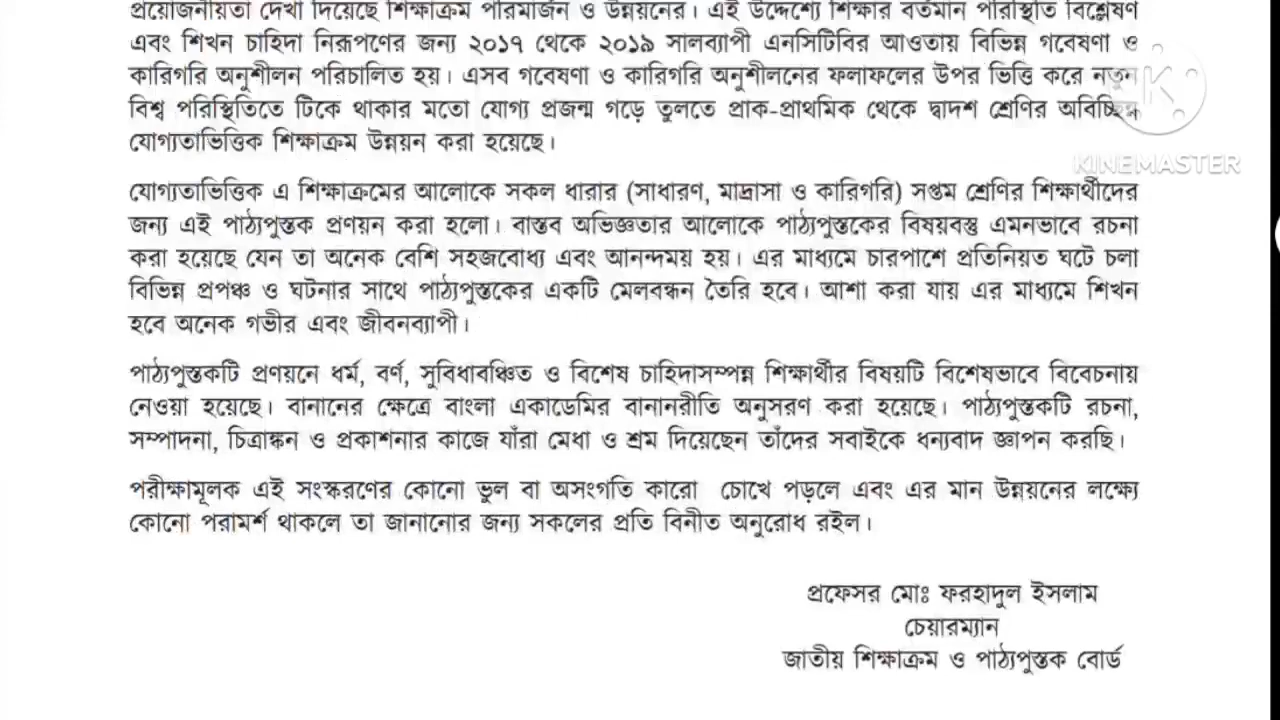 প্রয়োজনীয়তা দেখা দিয়েছে শিক্ষাক্রম পরিমার্জন ও উন্নয়নের। এই উদ্দেশ্যে শিক্ষার বর্তমান পরিস্থিতি বিশ্লেষণ
এবং শিখন চাহিদা নিরূপণের জন্য ২০১৭ থেকে ২০১৯ সালব্যাপী এনসিটিবির আওতায় বিভিন্ন গবেষণা ও
কারিগরি অনুশীলন পরিচালিত হয়। এসব গবেষণা ও কারিগরি অনুশীলনের ফলাফলের উপর ভিত্তি করে নতুন
বিশ্ব পরিস্থিতিতে টিকে থাকার মতো যোগ্য প্রজন্ম গড়ে তুলতে প্রাক-প্রাথমিক থেকে দ্বাদশ শ্রেণির অবিচ্ছিন্ন
যোগ্যতাভিত্তিক শিক্ষাক্রম উন্নয়ন করা হয়েছে।
KINEMASTER
যোগ্যতাভিত্তিক এ শিক্ষাক্রমের আলোকে সকল ধারার (সাধারণ, মাদ্রাসা ও কারিগরি) সপ্তম শ্রেণির শিক্ষার্থীদের
জন্য এই পাঠ্যপুস্তক প্রণয়ন করা হলো। বাস্তব অভিজ্ঞতার আলোকে পাঠ্যপুস্তকের বিষয়বস্তু এমনভাবে রচনা
করা হয়েছে যেন তা অনেক বেশি সহজবোধ্য এবং আনন্দময় হয়। এর মাধ্যমে চারপাশে প্রতিনিয়ত ঘটে চলা
বিভিন্ন প্রপঞ্চ ও ঘটনার সাথে পাঠ্যপুস্তকের একটি মেলবন্ধন তৈরি হবে। আশা করা যায় এর মাধ্যমে শিখন
হবে অনেক গভীর এবং জীবনব্যাপী।
পাঠ্যপুস্তকটি প্রণয়নে ধর্ম, বর্ণ, সুবিধাবঞ্চিত ও বিশেষ চাহিদাসম্পন্ন শিক্ষার্থীর বিষয়টি বিশেষভাবে বিবেচনায়
নেওয়া হয়েছে। বানানের ক্ষেত্রে বাংলা একাডেমির বানানরীতি অনুসরণ করা হয়েছে। পাঠ্যপুস্তকটি রচনা,
সম্পাদনা, চিত্রাঙ্কন ও প্রকাশনার কাজে যাঁরা মেধা ও শ্রম দিয়েছেন তাঁদের সবাইকে ধন্যবাদ জ্ঞাপন করছি।
পরীক্ষামূলক এই সংস্করণের কোনো ভুল বা অসংগতি কারো চোখে পড়লে এবং এর মান উন্নয়নের লক্ষ্যে
কোনো পরামর্শ থাকলে তা জানানোর জন্য সকলের প্রতি বিনীত অনুরোধ রইল।
প্রফেসর মোঃ ফরহাদুল ইসলাম
চেয়ারম্যান
জাতীয় শিক্ষাক্রম ও পাঠ্যপুস্তক বোর্ড